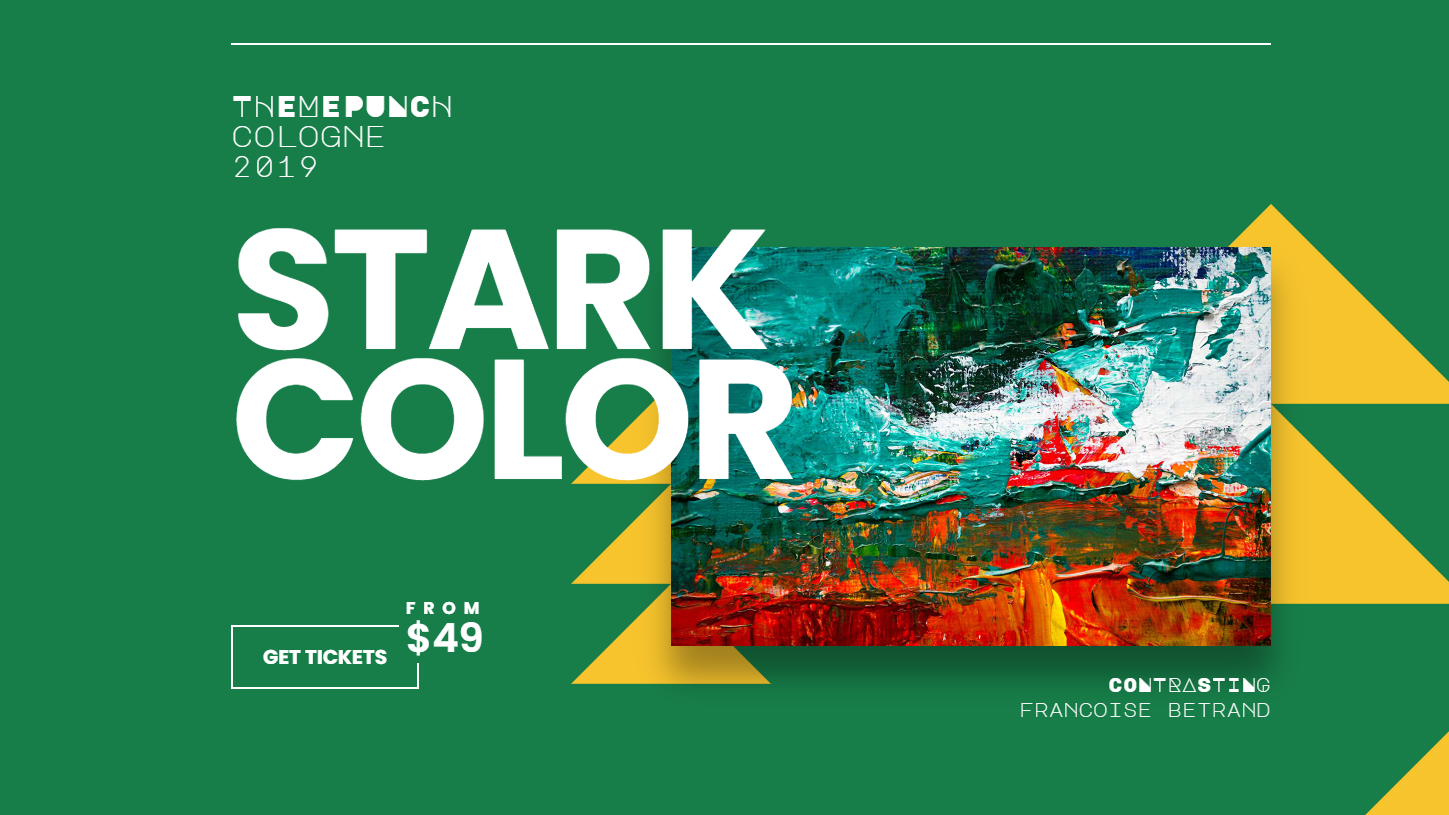 THEMEPUNCH
COLOGNE
2019
STARK
COLOR
FROM
$49
GET TICKETS
CONTRASTING
FRANCOISE BETRAND